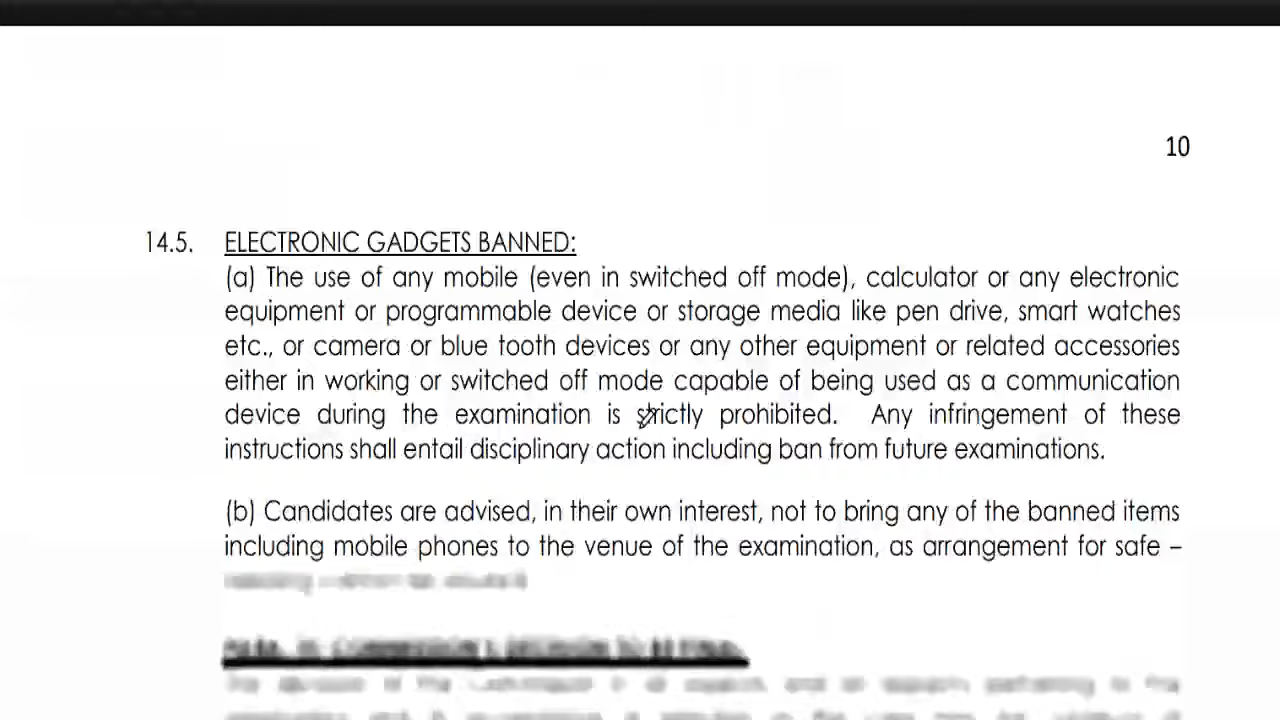 10
14.5. ELECTRONIC GADGETS BANNED:
(a) The use of any mobile (even in switched off mode), calculator or any electronic
equipment or programmable device or storage media like pen drive, smart watches
etc., or camera or blue tooth devices or any other equipment or related accessories
either in working or switched off mode capable of being used as a communication
device during the examination is strictly prohibited. Any infringement of these
instructions shall entail disciplinary action including ban from future examinations.
(b) Candidates are advised, in their own interest, not to bring any of the banned items
including mobile phones to the venue of the examination, as arrangement for safe –